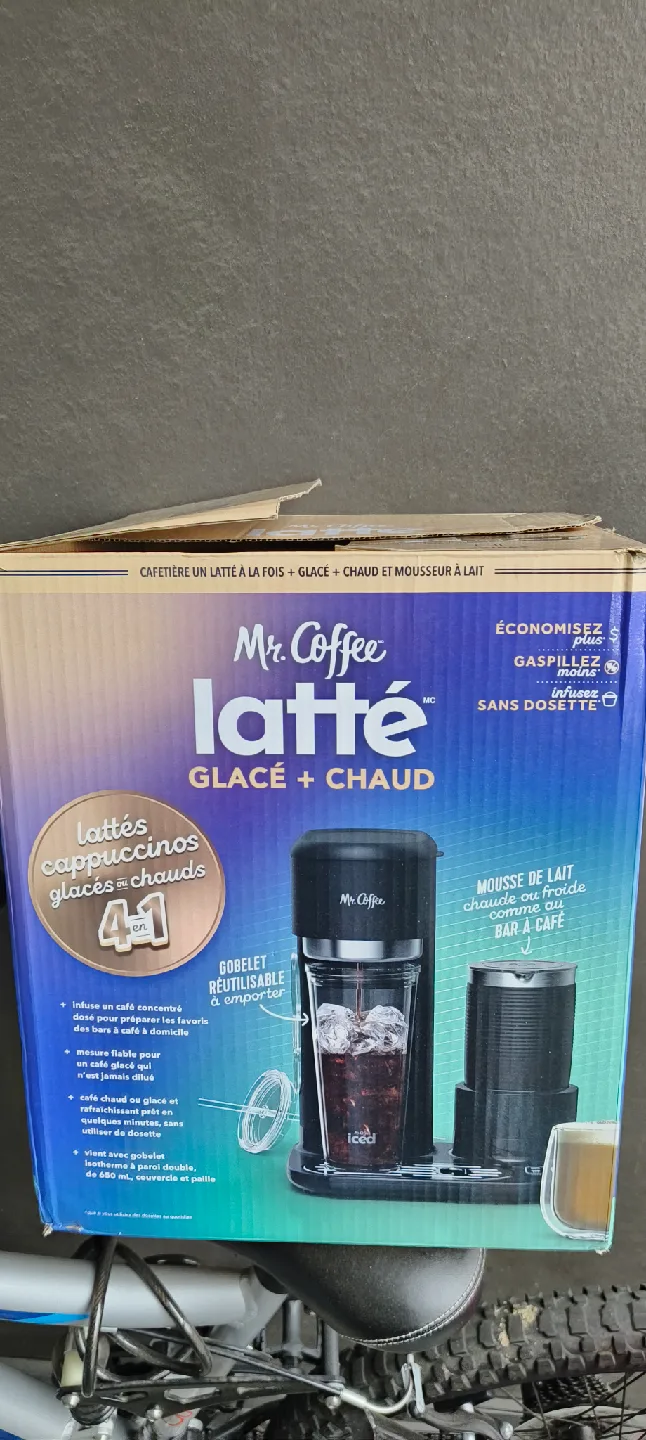 Mr. Coffee
latté
CAFETIÈRE UN LATTÉ À LA FOIS + GLACÉ + CHAUD ET MOUSSEUR À LAIT
Mr. Coffee
latté MC
GLACÉ + CHAUD
ÉCONOMISEZ
plus*
GASPILLEZ
moins*
infusez
SANS DOSETTE
lattés
cappuccinos
glacés ou chauds
4 en 1
+ infuse un café concentré
dosé pour préparer les favoris
des bars à café à domicile
+ mesure fiable pour
un café glacé qui
n'est jamais dilué
+ café chaud ou glacé et
rafraîchissant prêt en
quelques minutes, sans
utiliser de dosette
+ vient avec gobelet
isotherme à paroi double,
de 650 mL, couvercle et paille
GOBELET
RÉUTILISABLE
à emporter
Mr. Coffee
iced
MOUSSE DE LAIT
chaude ou froide
comme au
BAR À CAFÉ